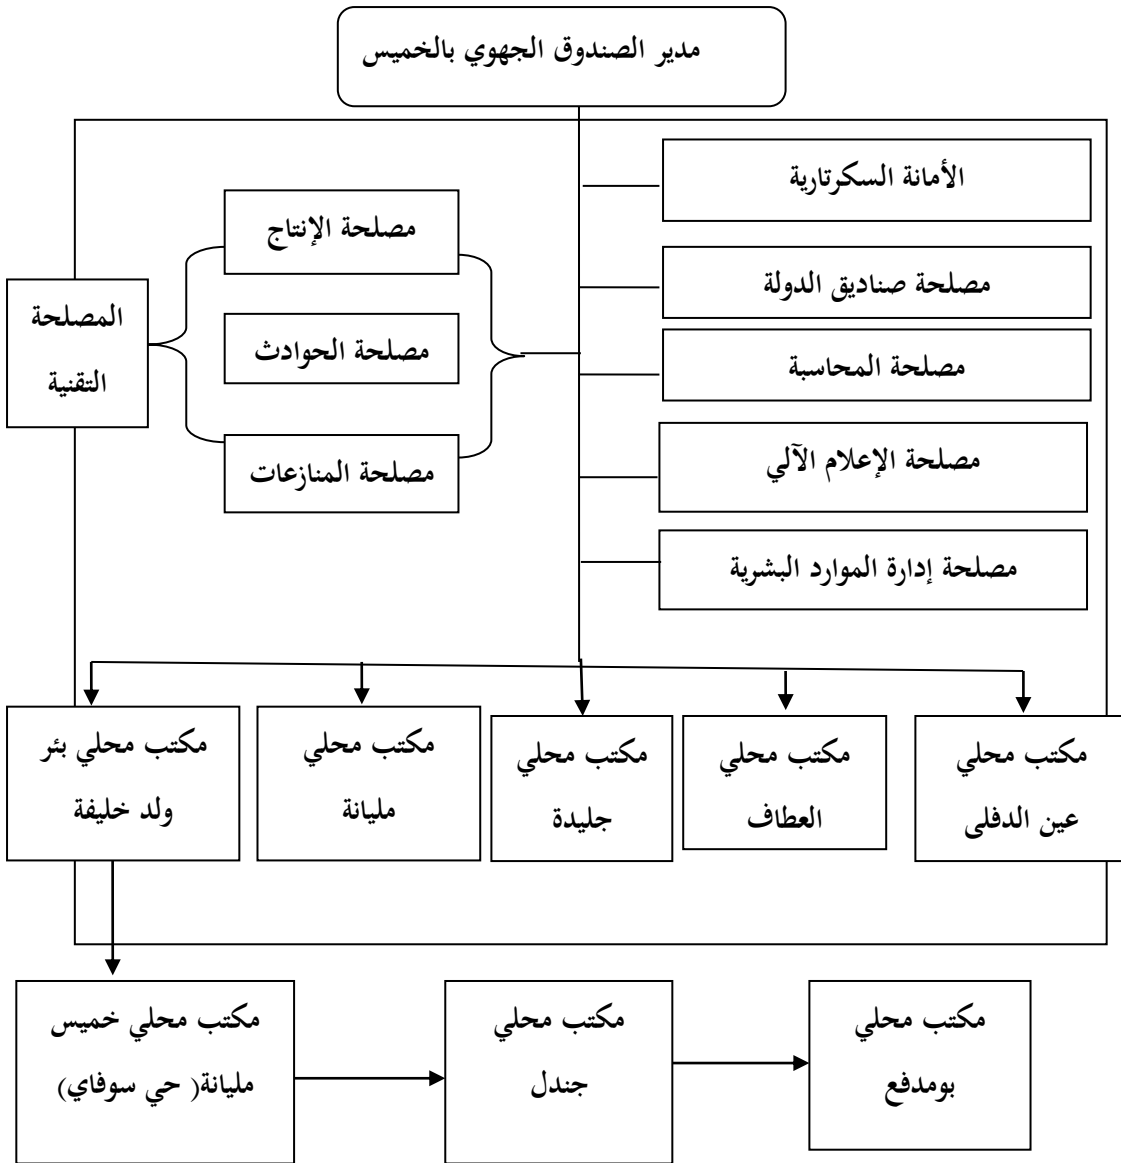 مدير الصندوق الجهوي بالخميس
الأمانة السكرتارية
مصلحة صناديق الدولة
مصلحة المحاسبة
مصلحة الإعلام الآلي
مصلحة إدارة الموارد البشرية
مصلحة الإنتاج
مصلحة الحوادث
مصلحة المنازعات
المصلحة
التقنية
مكتب محلي
عين الدفلى
مكتب محلي
العطاف
مكتب محلي
جليدة
مكتب محلي
مليانة
مكتب محلي بئر
ولد خليفة
مكتب محلي خميس
مليانة( حي سوفاي)
مكتب محلي
جندل
مكتب محلي
بومدفع